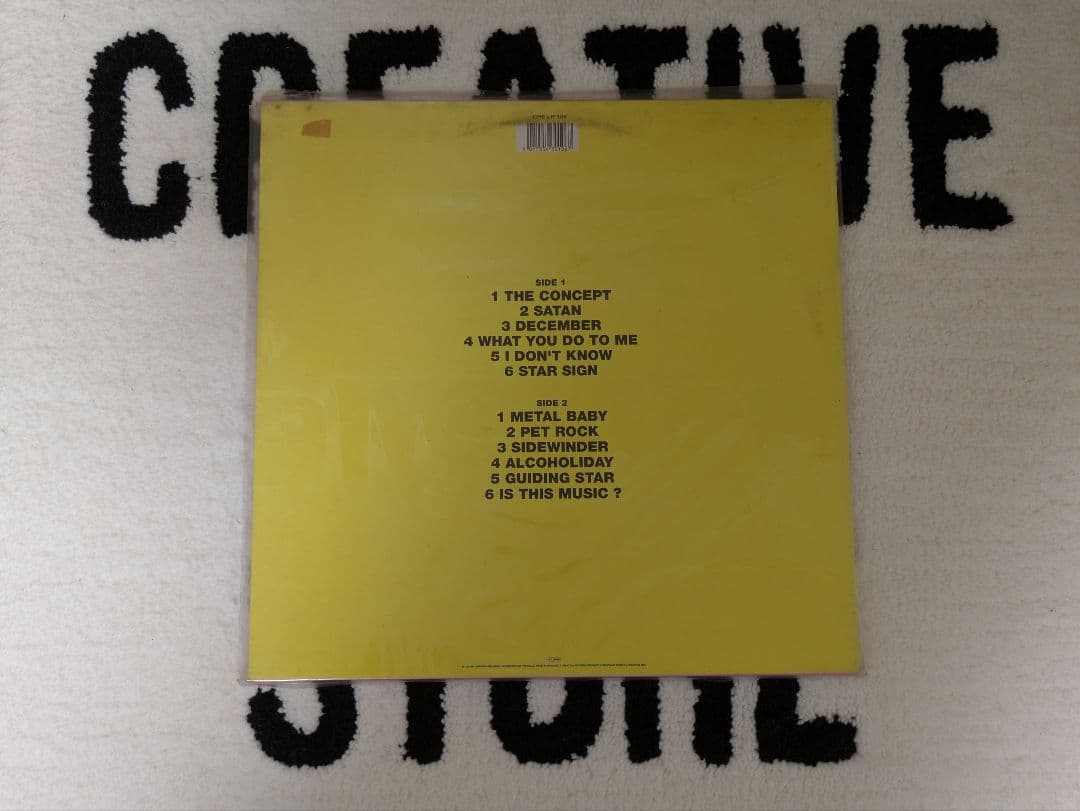 CREATIVE
SIDE 1
1 THE CONCEPT
2 SATAN
3 DECEMBER
4 WHAT YOU DO TO ME
5 I DON'T KNOW
6 STAR SIGN
SIDE 2
1 METAL BABY
2 PET ROCK
3 SIDEWINDER
4 ALCOHOLIDAY
5 GUIDING STAR
6 IS THIS MUSIC ?
STORE